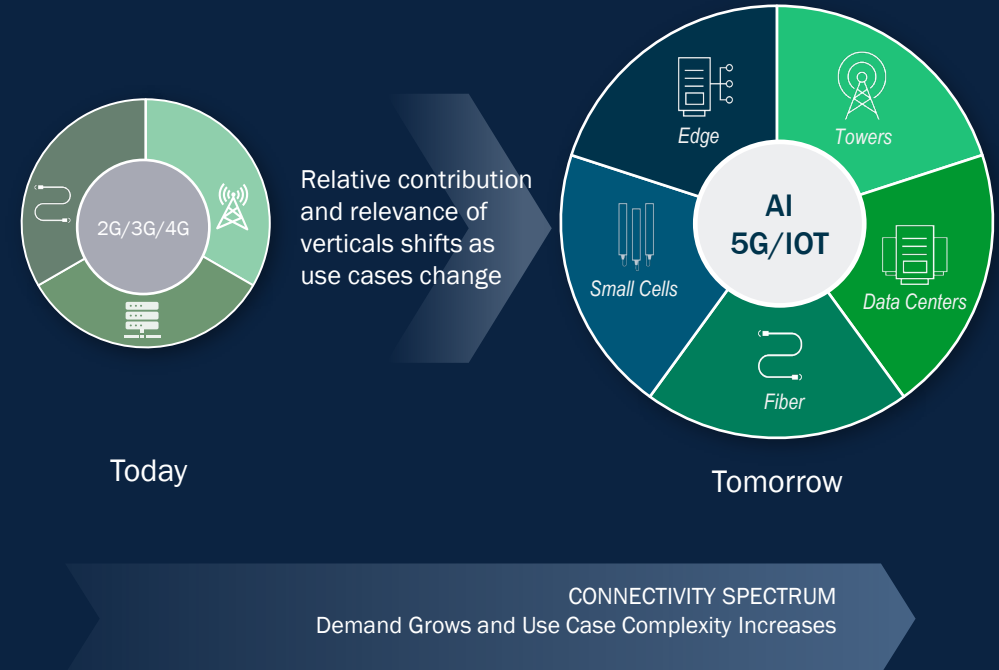 2G/3G/4G
Relative contribution
and relevance of
verticals shifts as
use cases change
Edge
Towers
Small Cells
AI
5G/IOT
Data Centers
Fiber
Today
Tomorrow
CONNECTIVITY SPECTRUM
Demand Grows and Use Case Complexity Increases